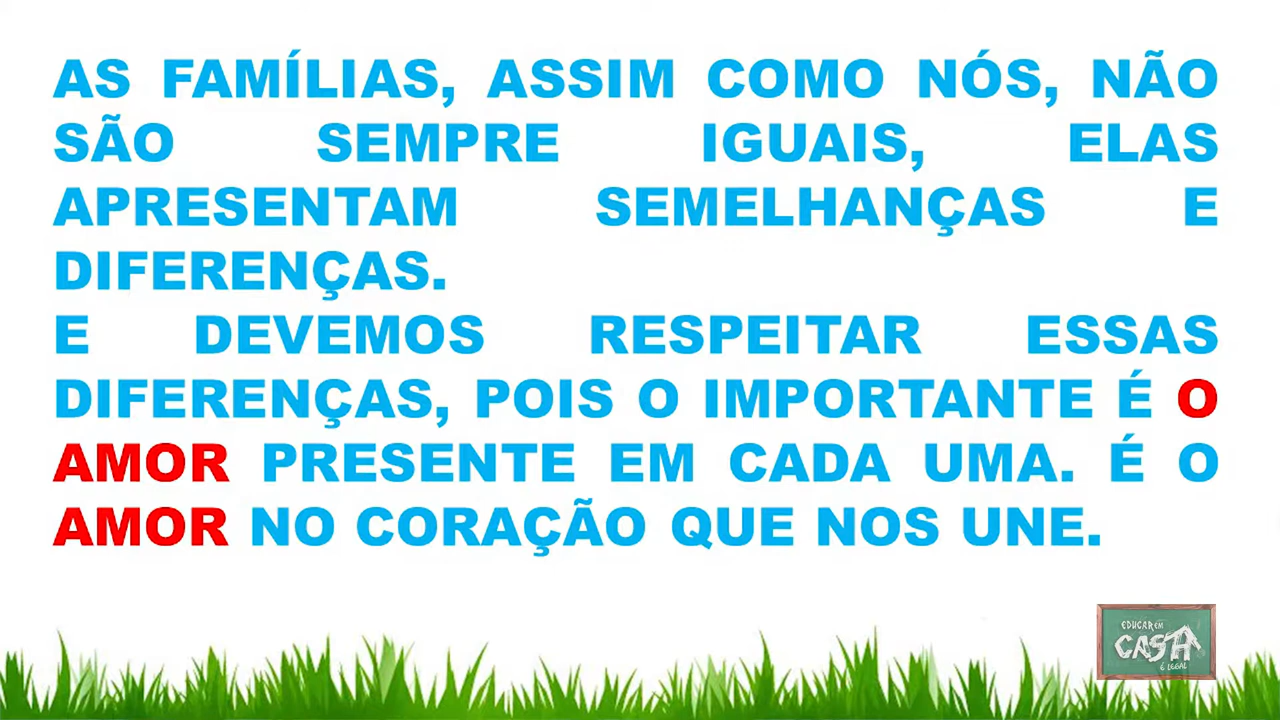 AS FAMÍLIAS, ASSIM COMO NÓS, NÃO
SÃO SEMPRE IGUAIS, ELAS
APRESENTAM SEMELHANÇAS E
DIFERENÇAS.
E DEVEMOS RESPEITAR ESSAS
DIFERENÇAS, POIS O IMPORTANTE É O
AMOR PRESENTE EM CADA UMA. É O
AMOR NO CORAÇÃO QUE NOS UNE.
EDUCAR EM
CASA
É LEGAL